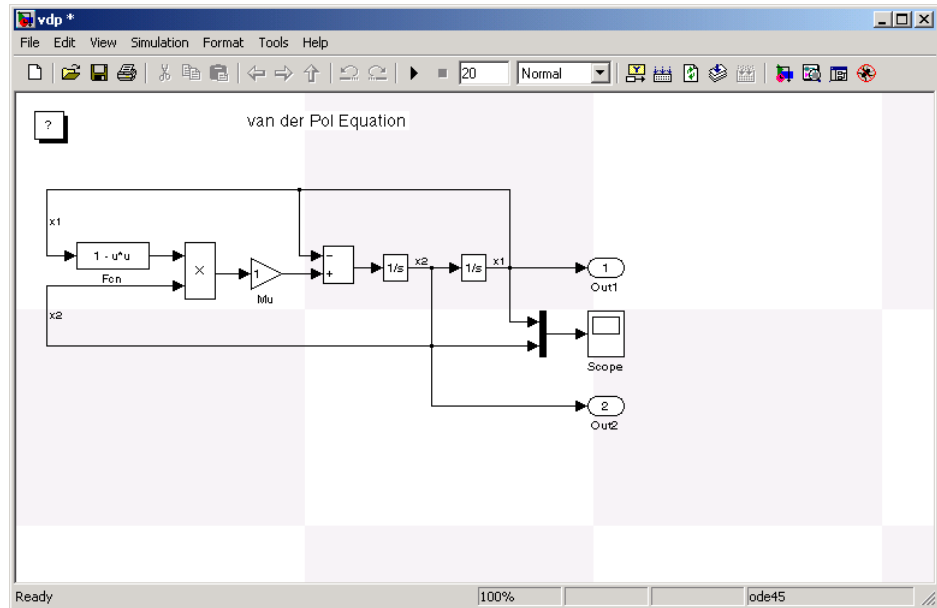 vdp *
File Edit View Simulation Format Tools Help
20 Normal
?
van der Pol Equation
x1
1 - u*u
Fcn
×
1
Mu
−
+
1/s
x2
1/s
x1
1
Out1
x2
Scope
2
Out2
Ready 100% ode45